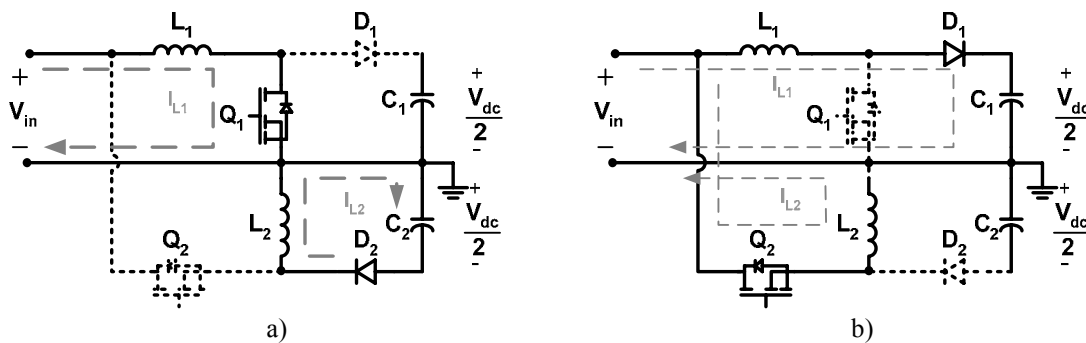 L1
D1
+
Vin
−
IL1
Q1
C1
+
Vdc
2
-
IL2
L2
C2
+
Vdc
2
-
Q2
D2
a)
L1
D1
+
Vin
−
IL1
Q1
C1
+
Vdc
2
-
IL2
L2
C2
+
Vdc
2
-
Q2
D2
b)